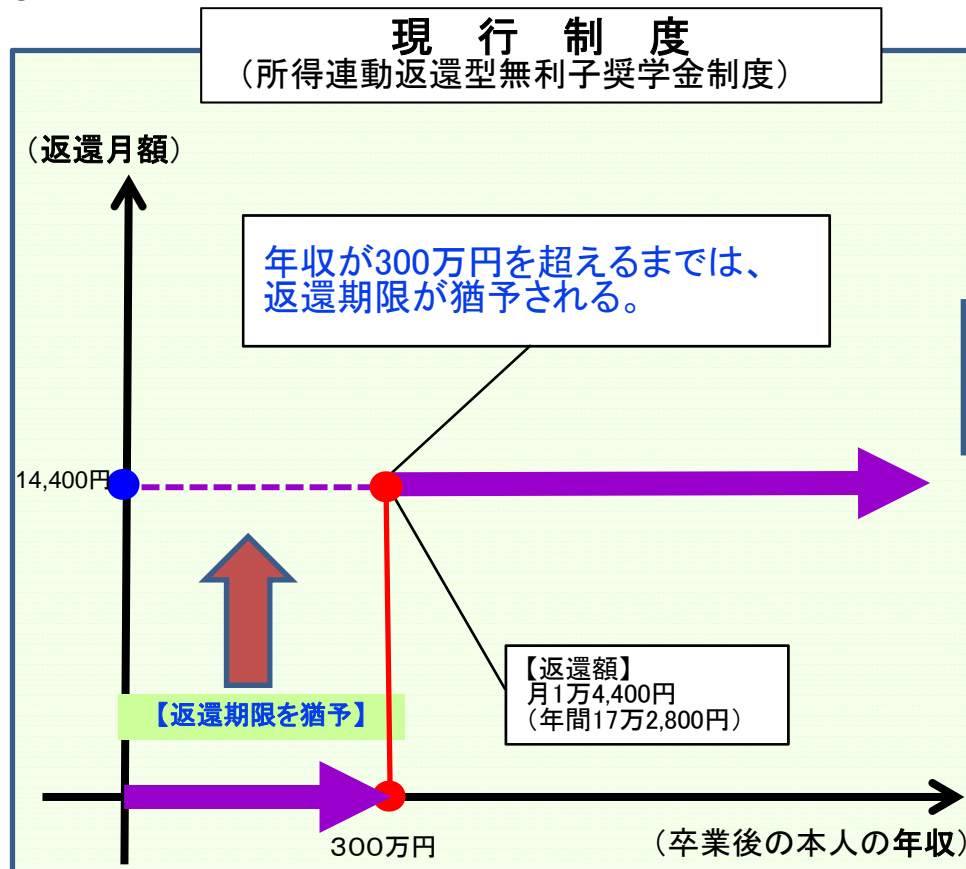 現 行 制 度
（所得連動返還型無利子奨学金制度）
（返還月額）
年収が300万円を超えるまでは、
返還期限が猶予される。
14,400円
【返還額】
月1万4,400円
（年間17万2,800円）
【返還期限を猶予】
300万円
（卒業後の本人の年収）